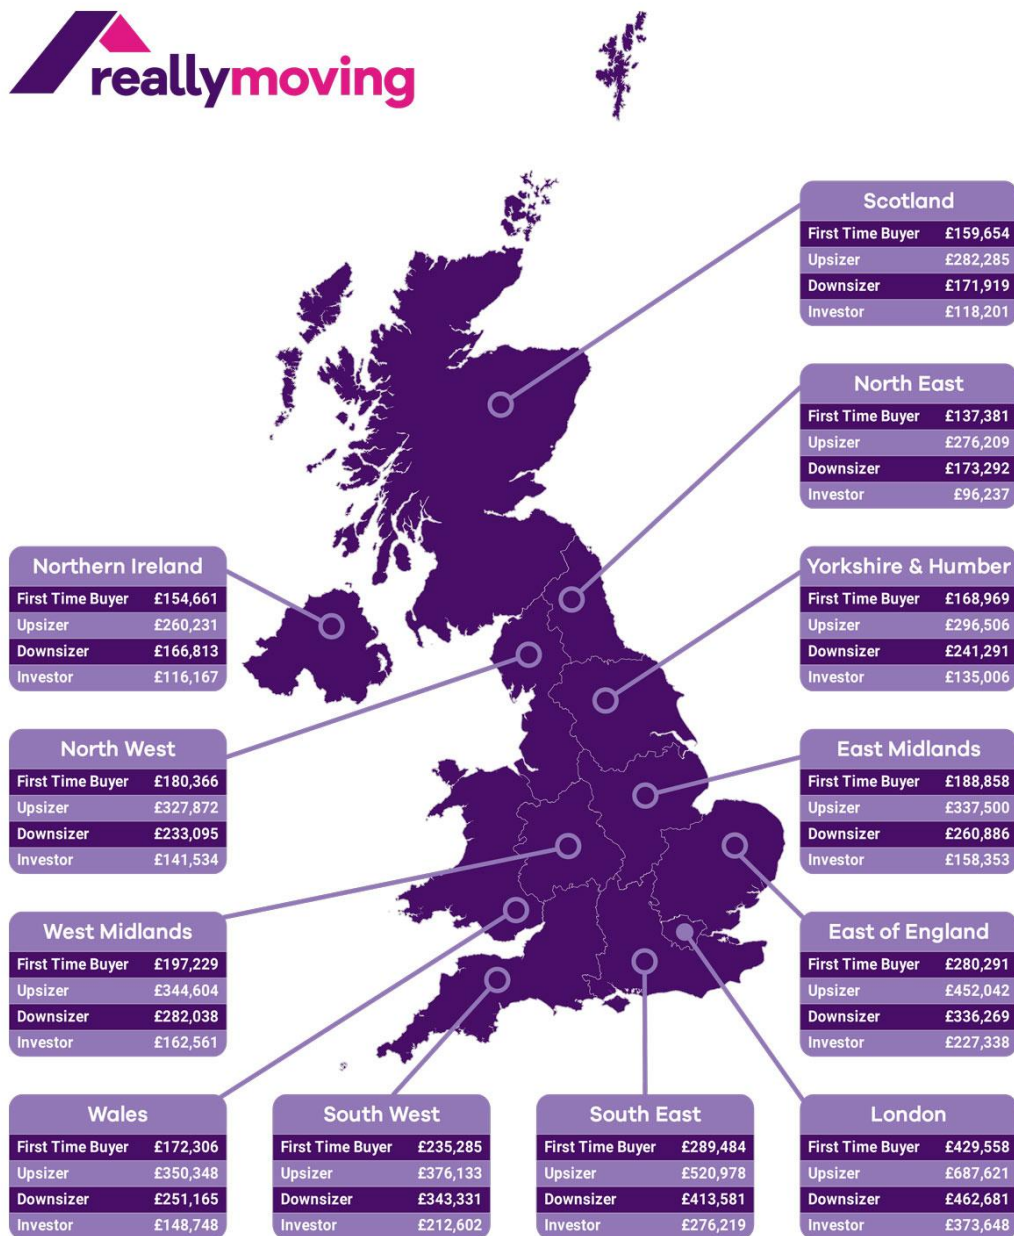 reallymoving
Scotland
First Time Buyer £159,654
Upsizer £282,285
Downsizer £171,919
Investor £118,201
North East
First Time Buyer £137,381
Upsizer £276,209
Downsizer £173,292
Investor £96,237
Northern Ireland
First Time Buyer £154,661
Upsizer £260,231
Downsizer £166,813
Investor £116,167
Yorkshire & Humber
First Time Buyer £168,969
Upsizer £296,506
Downsizer £241,291
Investor £135,006
North West
First Time Buyer £180,366
Upsizer £327,872
Downsizer £233,095
Investor £141,534
East Midlands
First Time Buyer £188,858
Upsizer £337,500
Downsizer £260,886
Investor £158,353
West Midlands
First Time Buyer £197,229
Upsizer £344,604
Downsizer £282,038
Investor £162,561
East of England
First Time Buyer £280,291
Upsizer £452,042
Downsizer £336,269
Investor £227,338
Wales
First Time Buyer £172,306
Upsizer £350,348
Downsizer £251,165
Investor £148,748
South West
First Time Buyer £235,285
Upsizer £376,133
Downsizer £343,331
Investor £212,602
South East
First Time Buyer £289,484
Upsizer £520,978
Downsizer £413,581
Investor £276,219
London
First Time Buyer £429,558
Upsizer £687,621
Downsizer £462,681
Investor £373,648